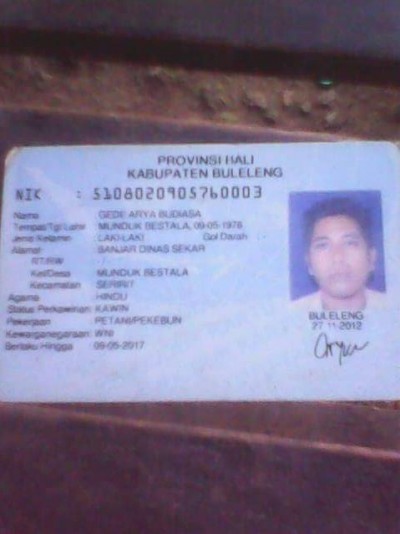 PROVINSI BALI
KABUPATEN BULELENG
NIK : 5108020905760003
Nama : GEDE ARYA BUDIASA
Tempat/Tgl Lahir : MUNDUK BESTALA, 09-05-1976
Jenis Kelamin : LAKI-LAKI Gol Darah : -
Alamat : BANJAR DINAS SEKAR
RT/RW : -
Kel/Desa : MUNDUK BESTALA
Kecamatan : SERIRIT
Agama : HINDU
Status Perkawinan: KAWIN
Pekerjaan : PETANI/PEKEBUN
Kewarganegaraan: WNI
Berlaku Hingga : 09-05-2017
BULELENG
27-11-2012